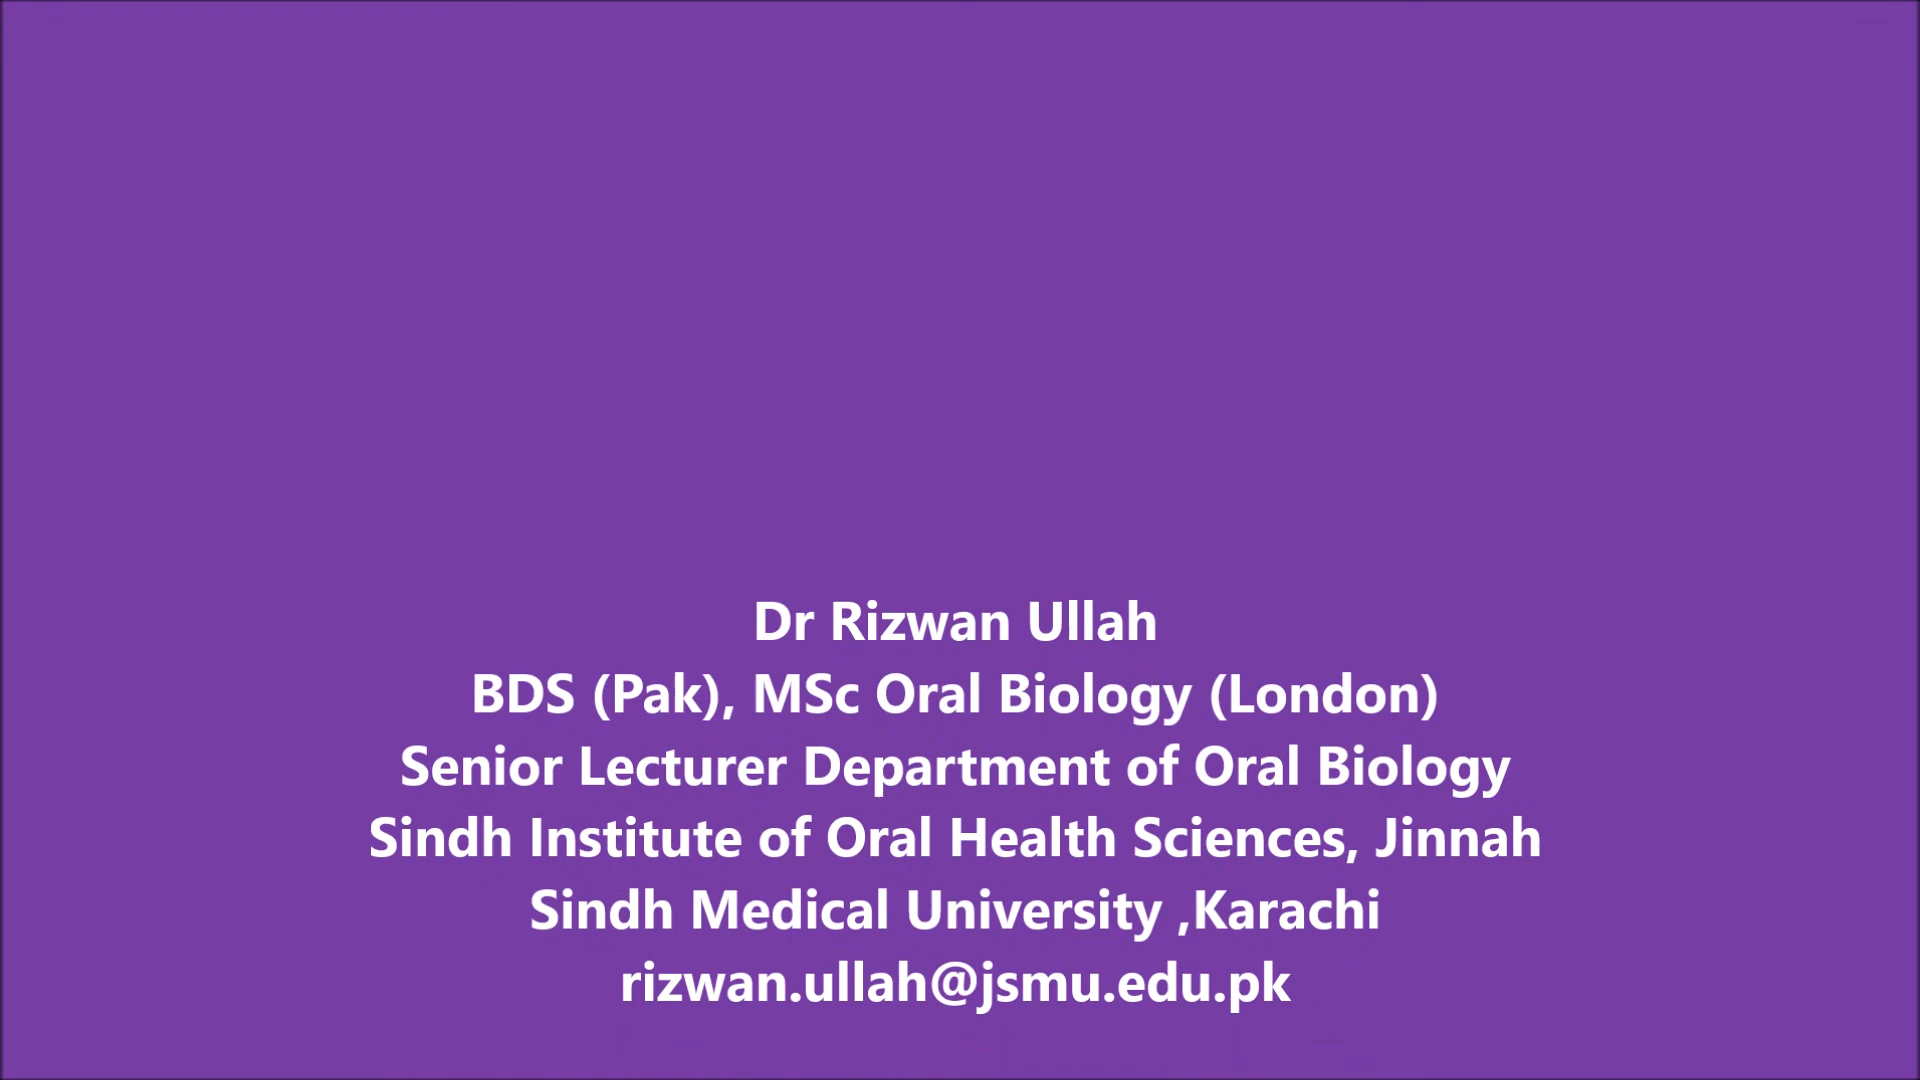 Dr Rizwan Ullah
BDS (Pak), MSc Oral Biology (London)
Senior Lecturer Department of Oral Biology
Sindh Institute of Oral Health Sciences, Jinnah
Sindh Medical University ,Karachi
rizwan.ullah@jsmu.edu.pk